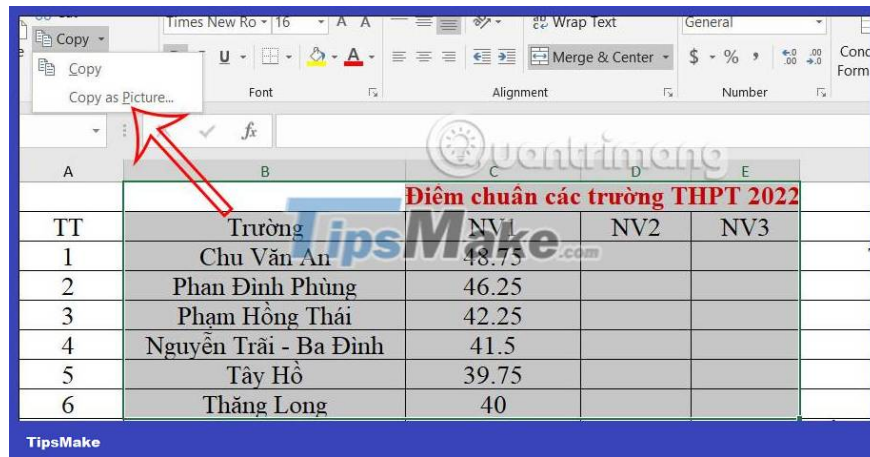 Times New Ro 16 A A Wrap Text General
Copy
U A Merge & Center $ % , .00 Cond
Copy
Copy as Picture... Font Alignment Number Form
fx
Quantrimang
A B C D E
Điểm chuẩn các trường THPT 2022
TT Trường NV1 NV2 NV3
TipsMake.com
1 Chu Văn An 48.75
2 Phan Đình Phùng 46.25
3 Phạm Hồng Thái 42.25
4 Nguyễn Trãi - Ba Đình 41.5
5 Tây Hồ 39.75
6 Thăng Long 40
TipsMake